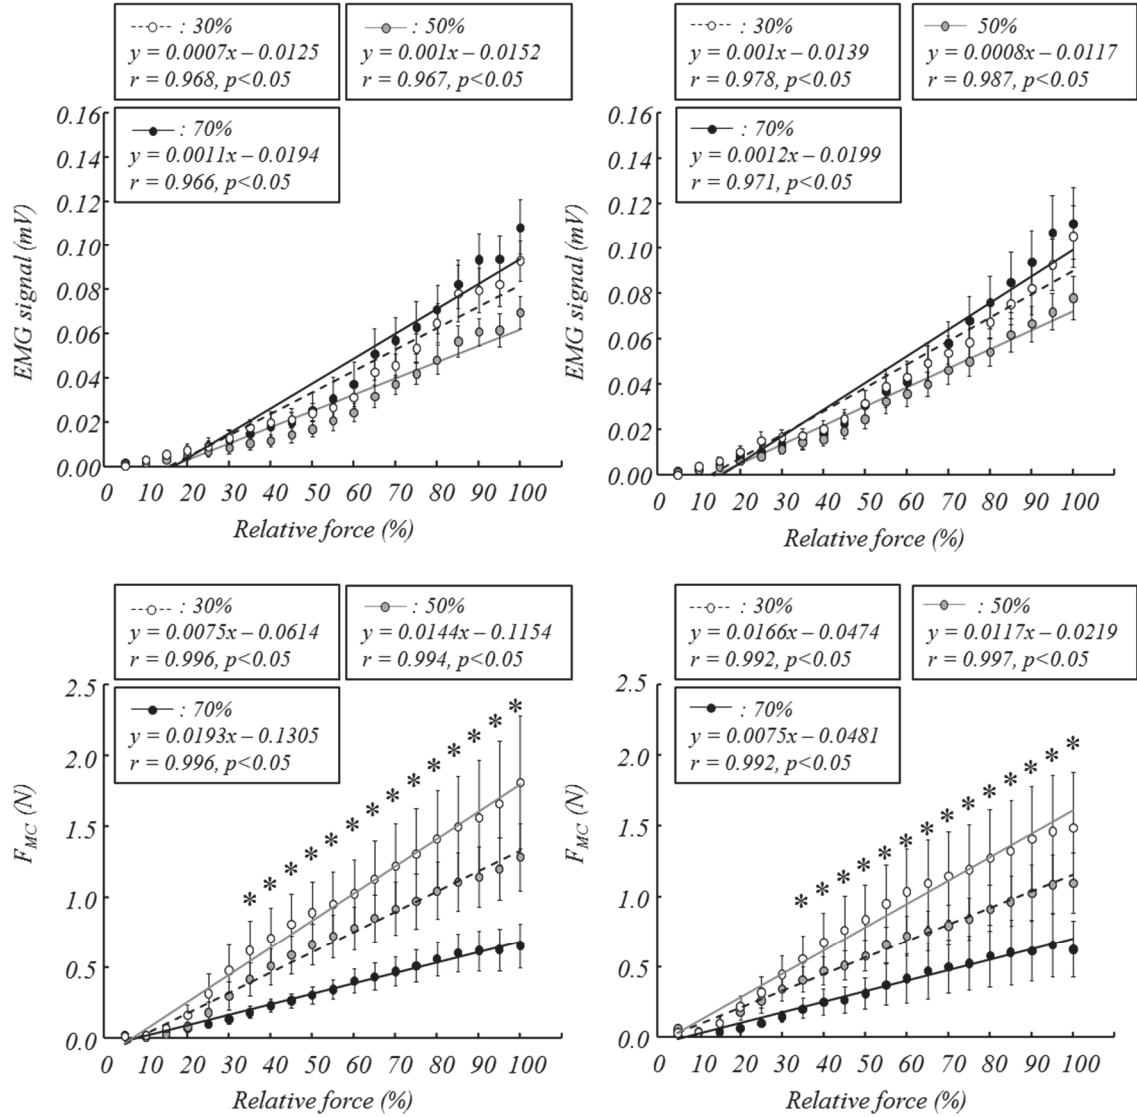 : 30%
y = 0.0007x – 0.0125
r = 0.968, p<0.05
: 50%
y = 0.001x – 0.0152
r = 0.967, p<0.05
: 70%
y = 0.0011x – 0.0194
r = 0.966, p<0.05
EMG signal (mV)
0.16
0.14
0.12
0.10
0.08
0.06
0.04
0.02
0.00
0 10 20 30 40 50 60 70 80 90 100
Relative force (%)
: 30%
y = 0.001x – 0.0139
r = 0.978, p<0.05
50%
y = 0.0008x – 0.0117
r = 0.987, p<0.05
: 70%
y = 0.0012x – 0.0199
r = 0.971, p<0.05
EMG signal (mV)
0.16
0.14
0.12
0.10
0.08
0.06
0.04
0.02
0.00
0 10 20 30 40 50 60 70 80 90 100
Relative force (%)
: 30%
y = 0.0075x – 0.0614
r = 0.996, p<0.05
: 50%
y = 0.0144x – 0.1154
r = 0.994, p<0.05
: 70%
y = 0.0193x – 0.1305
r = 0.996, p<0.05
FMC (N)
2.5
2.0
1.5
1.0
0.5
0.0
* * * * * * * * * * * * * *
0 10 20 30 40 50 60 70 80 90 100
Relative force (%)
: 30%
y = 0.0166x – 0.0474
r = 0.992, p<0.05
: 50%
y = 0.0117x – 0.0219
r = 0.997, p<0.05
: 70%
y = 0.0075x – 0.0481
r = 0.992, p<0.05
FMC (N)
2.5
2.0
1.5
1.0
0.5
0.0
* * * * * * * * * * * * * *
0 10 20 30 40 50 60 70 80 90 100
Relative force (%)